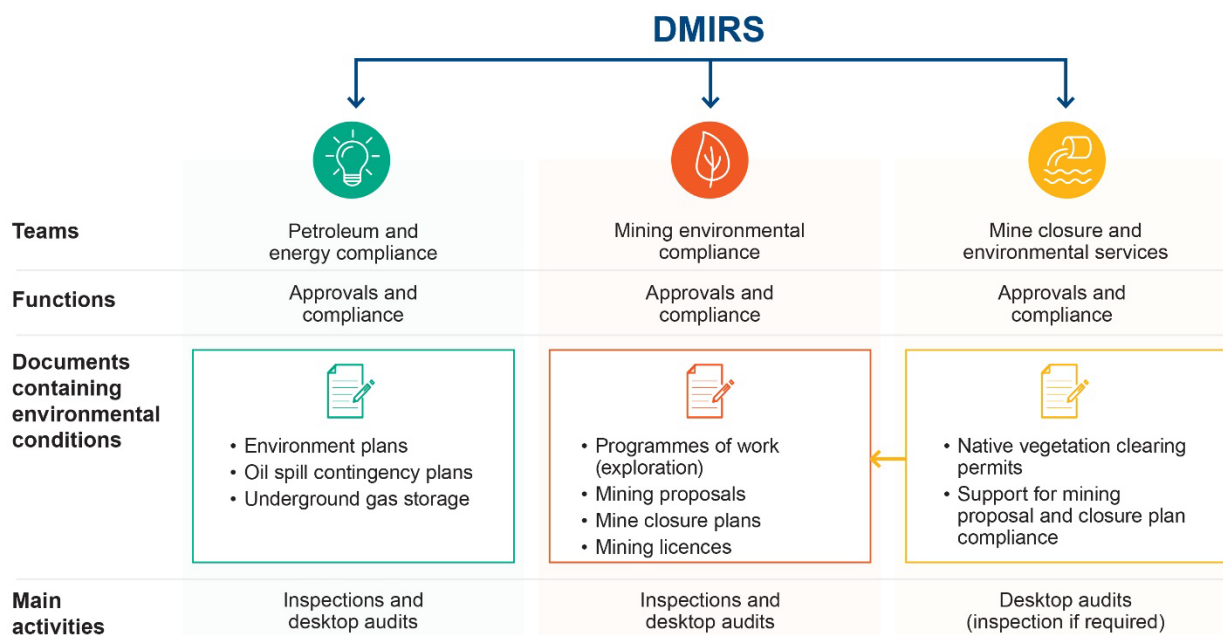 DMIRS
Teams
Petroleum and
energy compliance
Mining environmental
compliance
Mine closure and
environmental services
Functions
Approvals and
compliance
Approvals and
compliance
Approvals and
compliance
Documents
containing
environmental
conditions
• Environment plans
• Oil spill contingency plans
• Underground gas storage
• Programmes of work
(exploration)
• Mining proposals
• Mine closure plans
• Mining licences
• Native vegetation clearing
permits
• Support for mining
proposal and closure plan
compliance
Main
activities
Inspections and
desktop audits
Inspections and
desktop audits
Desktop audits
(inspection if required)